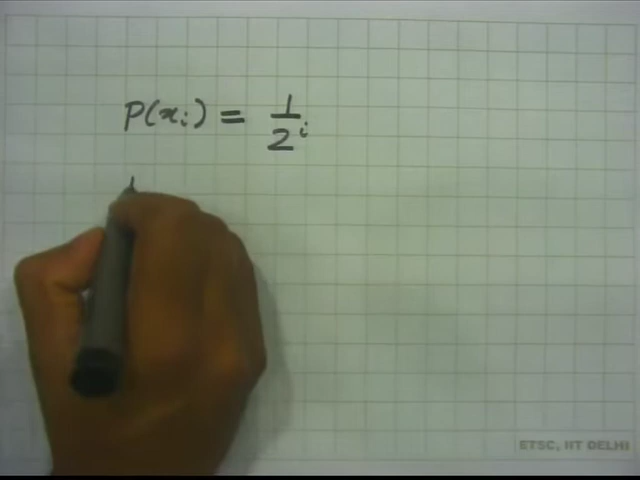 P(xᵢ) = 1/2ⁱ
ETSC, IIT DELHI